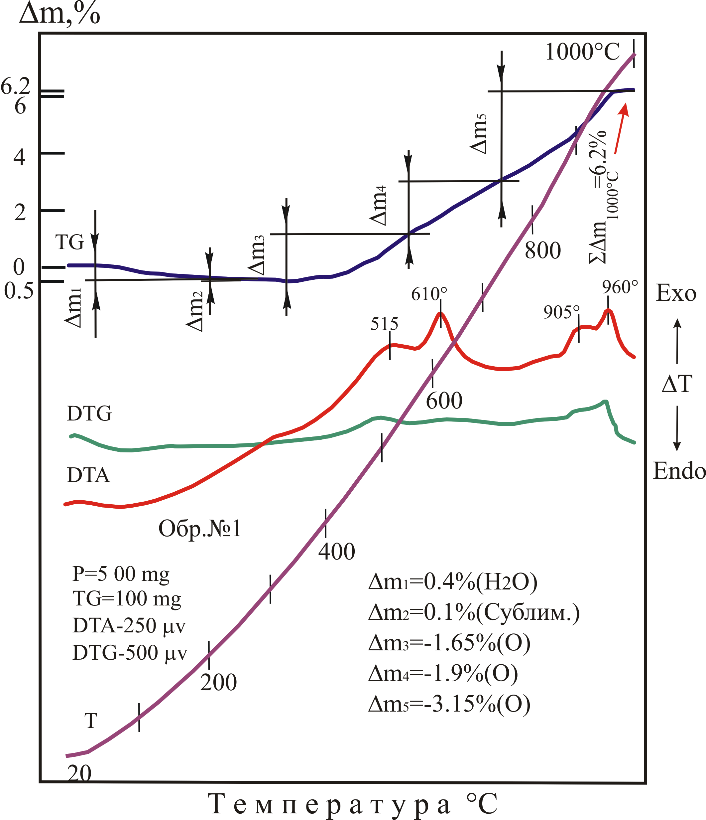 Δm,%
1000°C
6.2
6
4
2
0
0.5
TG
Δm1
Δm2
Δm3
Δm4
Δm5
ΣΔm1000°C=6.2%
800
600
400
200
20
515
610°
905°
960°
Exo
ΔT
Endo
DTG
DTA
Обр.№1
P=5 00 mg
TG=100 mg
DTA-250 μv
DTG-500 μv
T
Δm1=0.4%(H2O)
Δm2=0.1%(Сублим.)
Δm3=-1.65%(O)
Δm4=-1.9%(O)
Δm5=-3.15%(O)
Температура °C